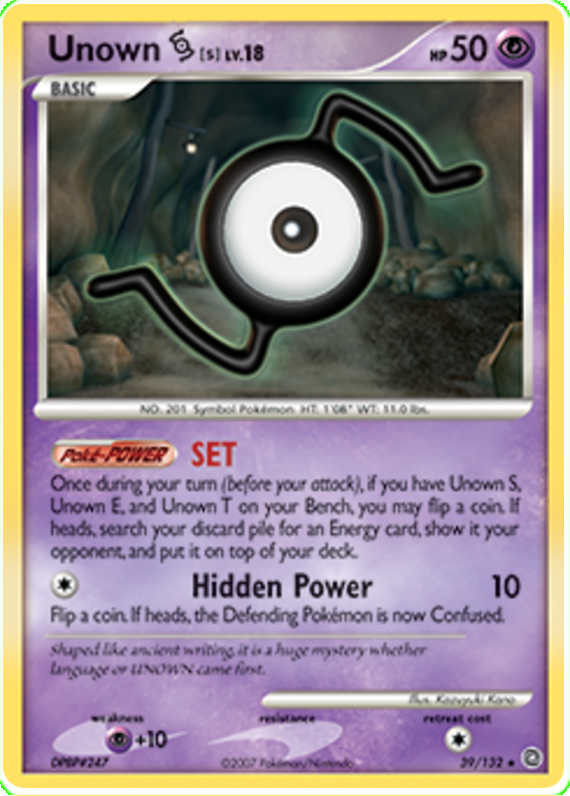 Unown [S] LV.18 HP 50
BASIC
NO. 201 Symbol Pokémon HT: 1'08" WT: 11.0 lbs.
Poké-POWER SET
Once during your turn (before your attack), if you have Unown S,
Unown E, and Unown T on your Bench, you may flip a coin. If
heads, search your discard pile for an Energy card, show it your
opponent, and put it on top of your deck.
Hidden Power 10
Flip a coin. If heads, the Defending Pokémon is now Confused.
Shaped like ancient writing, it is a huge mystery whether
language or UNOWN came first.
Illus. Kazuyuki Kano
weakness resistance retreat cost
+10
DPBP#247 ©2007 Pokémon/Nintendo 39/132 ★